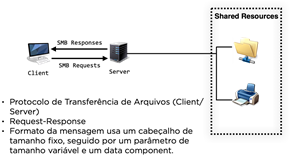 Shared Resources
SMB Responses
SMB Requests
Client
Server
• Protocolo de Transferência de Arquivos (Client/
Server)
• Request-Response
• Formato da mensagem usa um cabeçalho de
tamanho fixo, seguido por um parâmetro de
tamanho variável e um data component.